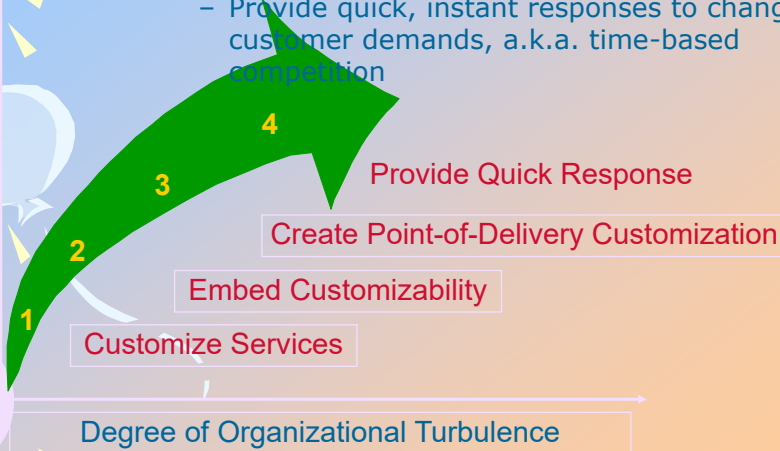 – Provide quick, instant responses to
customer demands, a.k.a. time-based
competition
4
Provide Quick Response
3
Create Point-of-Delivery Customization
2
Embed Customizability
1
Customize Services
Degree of Organizational Turbulence